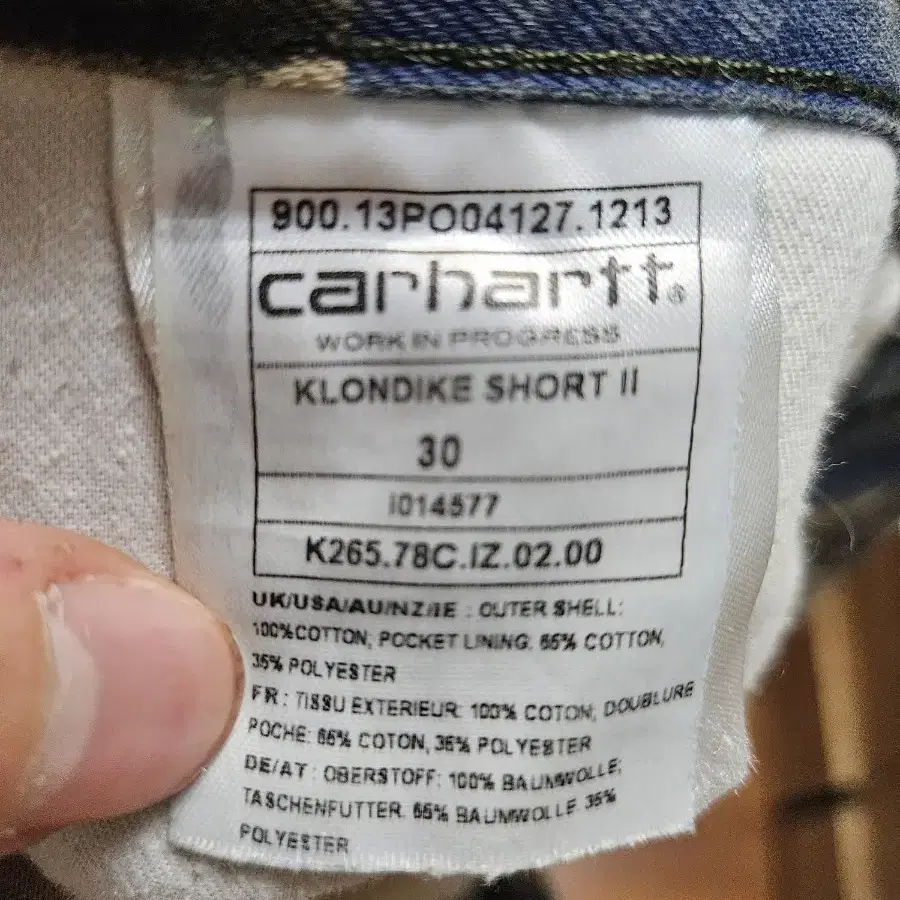 900.13PO04127.1213
carhartt®
WORK IN PROGRESS
KLONDIKE SHORT II
30
I014577
K265.78C.IZ.02.00
UK/USA/AU/NZ/IE : OUTER SHELL:
100%COTTON; POCKET LINING: 65% COTTON,
35% POLYESTER
FR : TISSU EXTERIEUR: 100% COTON; DOUBLURE
POCHE: 65% COTON, 35% POLYESTER
DE/AT : OBERSTOFF: 100% BAUMWOLLE;
TASCHENFUTTER: 65% BAUMWOLLE 35%
POLYESTER